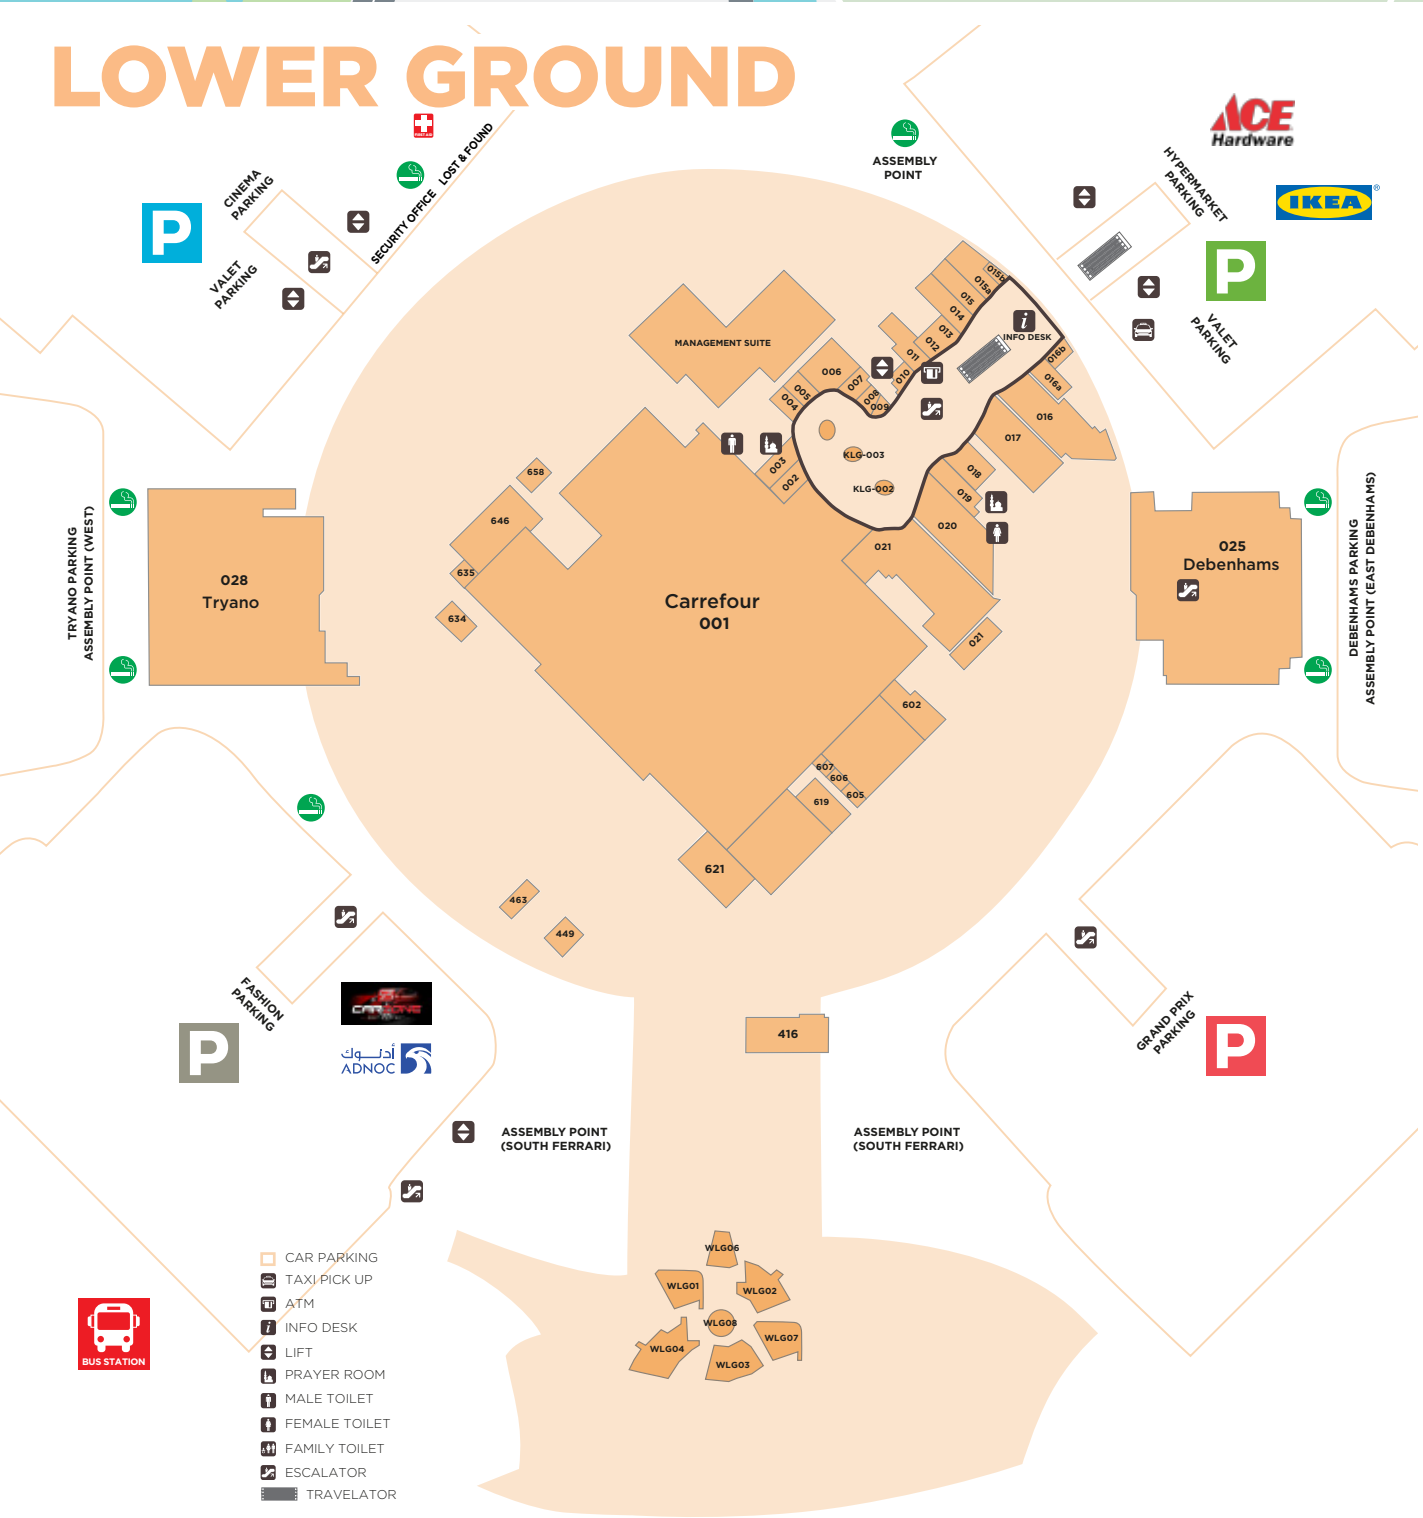 LOWER GROUND
FIRST AID
LOST & FOUND
SECURITY OFFICE
CINEMA
PARKING
P
VALET
PARKING
ASSEMBLY
POINT
ACE
Hardware
HYPERMARKET
PARKING
IKEA
®
P
VALET
PARKING
MANAGEMENT SUITE
015b
015a
015
014
013
012
011
010
i
INFO DESK
016b
016a
016
017
018
019
020
021
021
006
007
008
009
005
004
003
002
KLG-003
KLG-002
658
646
635
634
TRYANO PARKING
ASSEMBLY POINT (WEST)
028
Tryano
Carrefour
001
025
Debenhams
DEBENHAMS PARKING
ASSEMBLY POINT (EAST DEBENHAMS)
602
607
606
605
619
621
463
449
FASHION
PARKING
P
CARZONE
أدنوك
ADNOC
416
GRAND PRIX
PARKING
P
ASSEMBLY POINT
(SOUTH FERRARI)
ASSEMBLY POINT
(SOUTH FERRARI)
WLG06
WLG01
WLG02
WLG08
WLG07
WLG04
WLG03
BUS STATION
CAR PARKING
TAXI PICK UP
ATM
i INFO DESK
LIFT
PRAYER ROOM
MALE TOILET
FEMALE TOILET
FAMILY TOILET
ESCALATOR
TRAVELATOR